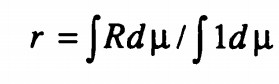 r = ∫Rdμ / ∫1dμ